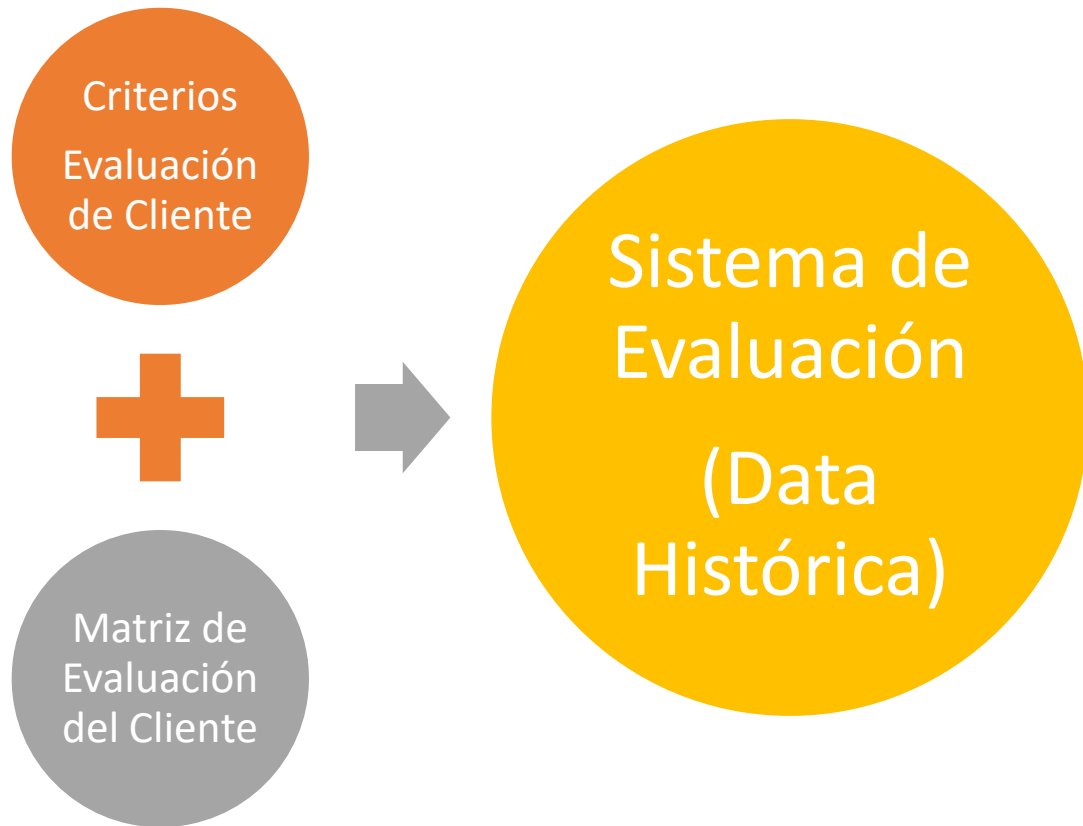 Criterios
Evaluación
de Cliente
Matriz de
Evaluación
del Cliente
Sistema de
Evaluación
(Data
Histórica)